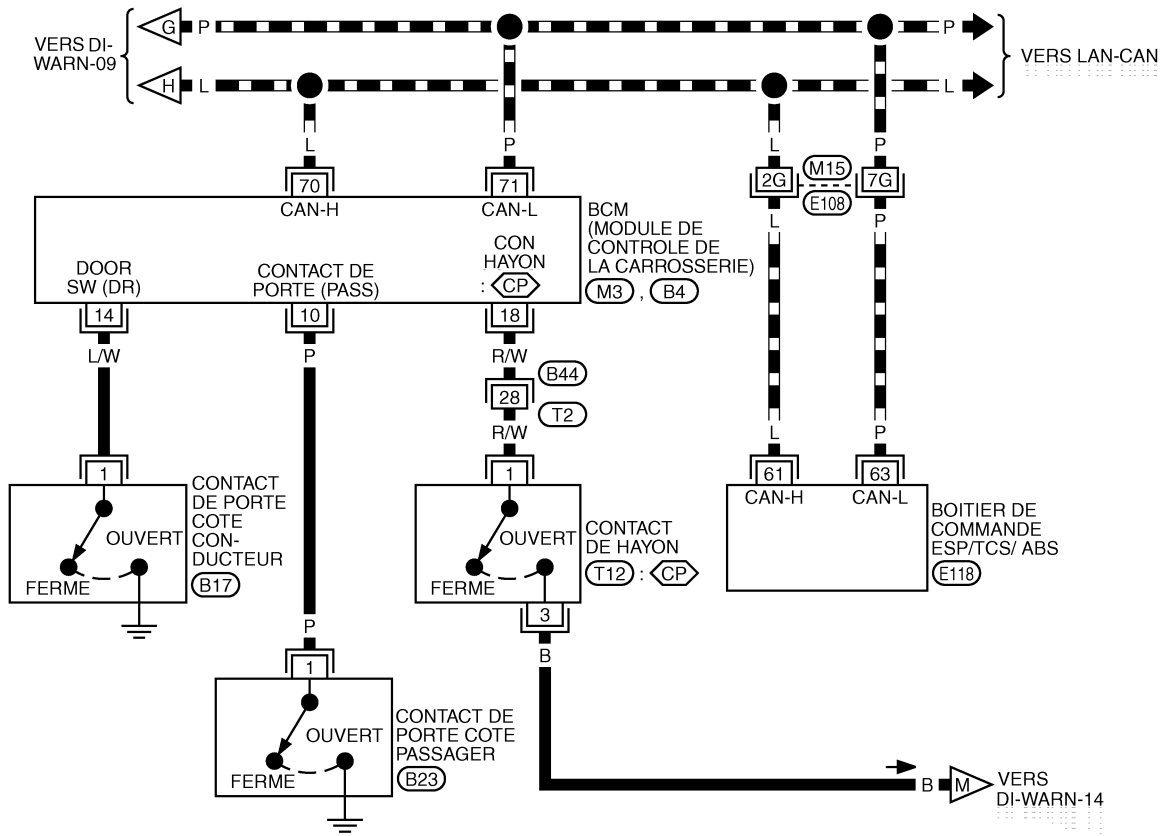 VERS DI-
WARN-09
G P P
H L L
VERS LAN-CAN
L P L P
70 71 2G M15 7G
E108
CAN-H CAN-L
L P
BCM
(MODULE DE
CONTROLE DE
LA CARROSSERIE)
M3 , B4
DOOR
SW (DR)
CONTACT DE
PORTE (PASS)
CON
HAYON
: CP
14 10 18
L/W P R/W
B44
28
T2
R/W
L P
1 1 61 63
CONTACT
DE PORTE
COTE
CON-
DUCTEUR
B17
OUVERT
FERME
CONTACT
DE HAYON
T12 : CP
OUVERT
FERME
CAN-H CAN-L
BOITIER DE
COMMANDE
ESP/TCS/ ABS
E118
3
P
B
1
CONTACT DE
PORTE COTE
PASSAGER
B23
OUVERT
FERME
B M
VERS
DI-WARN-14